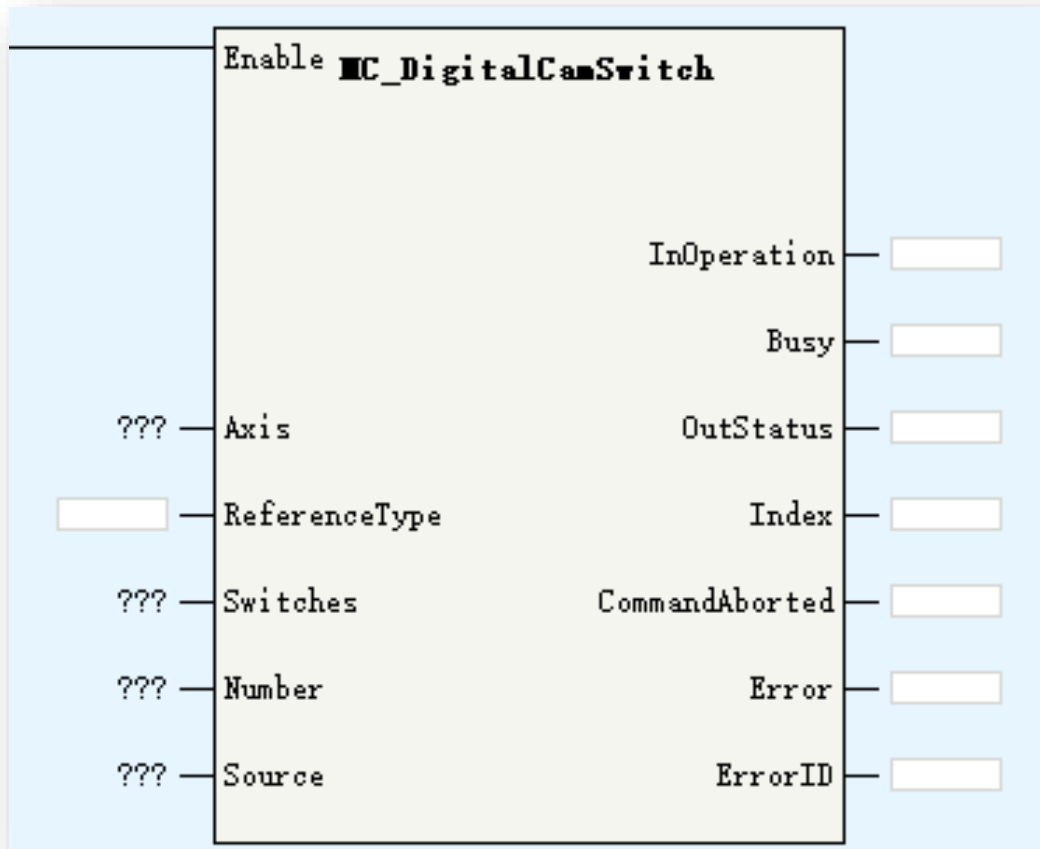 Enable MC_DigitalCamSwitch
InOperation
Busy
??? Axis OutStatus
ReferenceType Index
??? Switches CommandAborted
??? Number Error
??? Source ErrorID